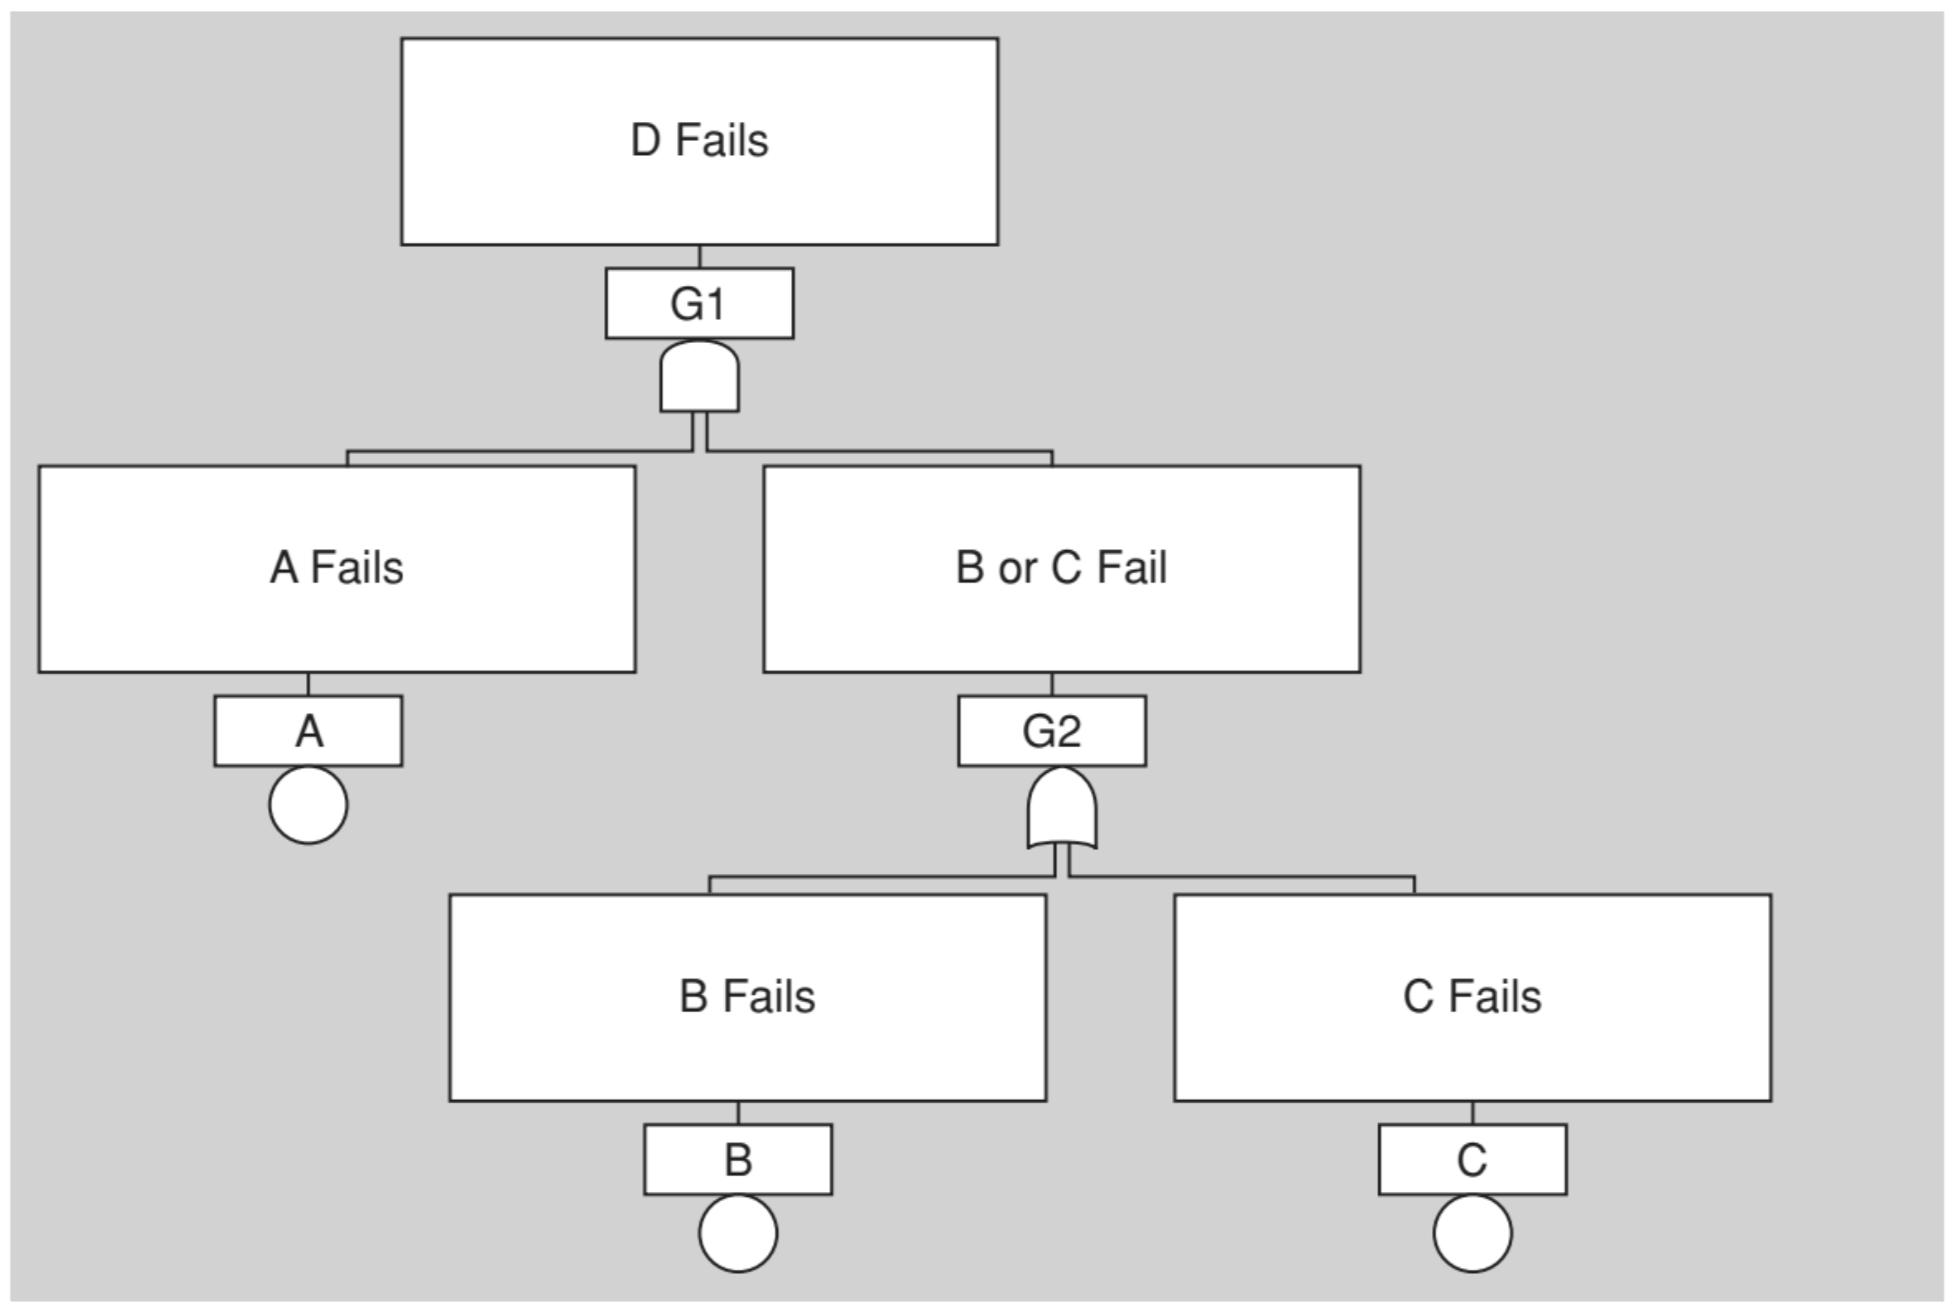 D Fails
G1
A Fails
B or C Fail
A
G2
B Fails
C Fails
B
C